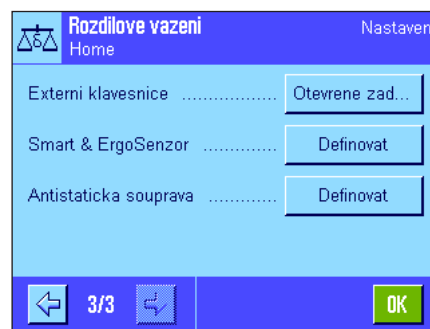 Rozdilove vazeni
Home
Nastaven
Externi klavesnice ................. Otevrene zad...
Smart & ErgoSenzor ............. Definovat
Antistaticka souprava ............. Definovat
3/3
OK